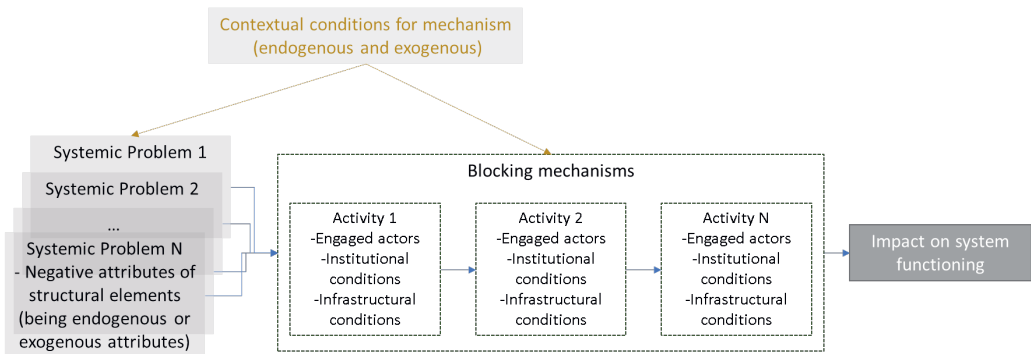 Contextual conditions for mechanism
(endogenous and exogenous)
Systemic Problem 1
Systemic Problem 2
...
Systemic Problem N
- Negative attributes of
structural elements
(being endogenous or
exogenous attributes)
Blocking mechanisms
Activity 1
-Engaged actors
-Institutional
conditions
-Infrastructural
conditions
Activity 2
-Engaged actors
-Institutional
conditions
-Infrastructural
conditions
Activity N
-Engaged actors
-Institutional
conditions
-Infrastructural
conditions
Impact on system
functioning